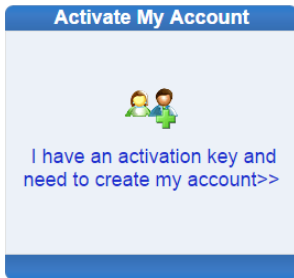 Activate My Account
I have an activation key and
need to create my account>>